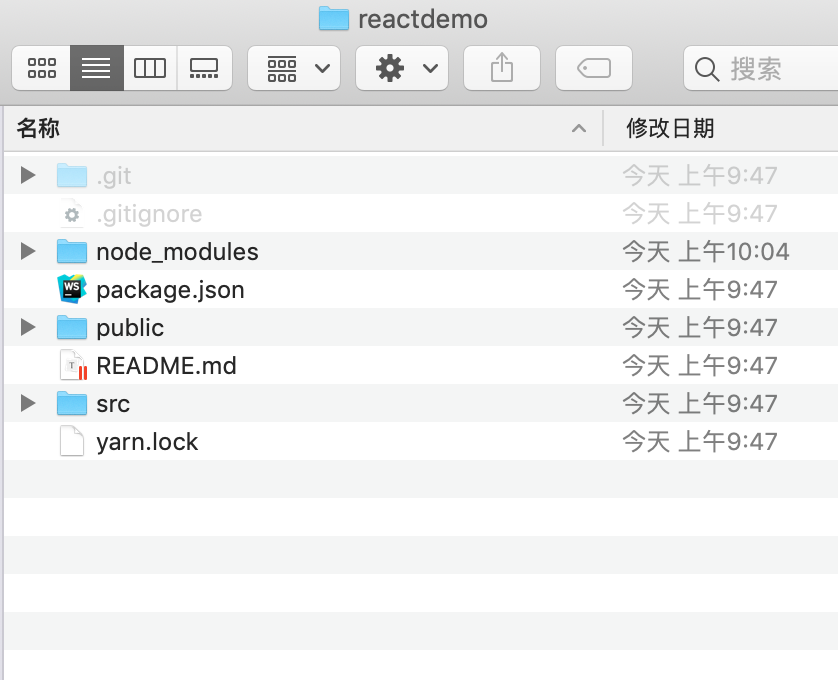 reactdemo
搜索
名称 修改日期
.git 今天 上午9:47
.gitignore 今天 上午9:47
node_modules 今天 上午10:04
WS package.json 今天 上午9:47
public 今天 上午9:47
T README.md 今天 上午9:47
src 今天 上午9:47
yarn.lock 今天 上午9:47